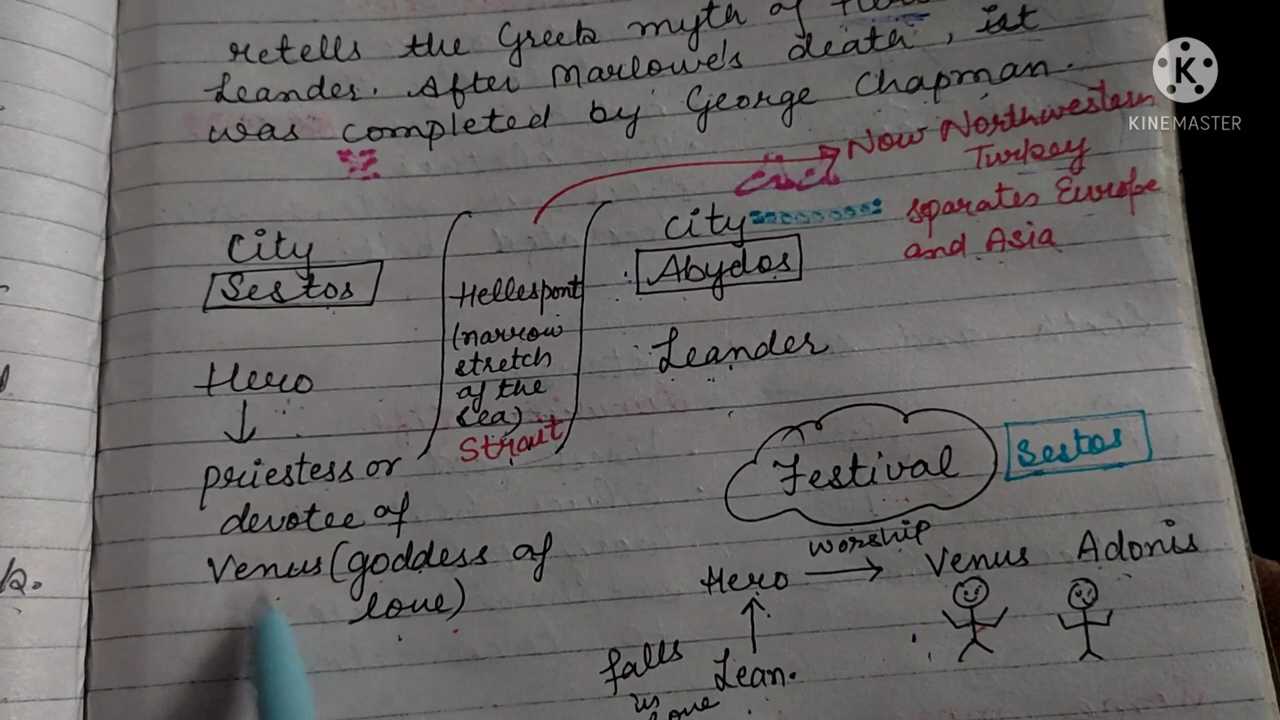 retells the Greek myth of
Leander. After Marlowe's death, it
was completed by George Chapman.
Now Northwestern
Turkey
separates Europe
and Asia
City
Sestos
Hero
priestess or
devotee of
Venus (goddess of
love)
Hellespont
(narrow
stretch
of the
sea)
Strait
City
Abydos
Leander
Festival
Sestos
Hero
worship
Venus Adonis
falls
in
love
Lean.
K
KINEMASTER